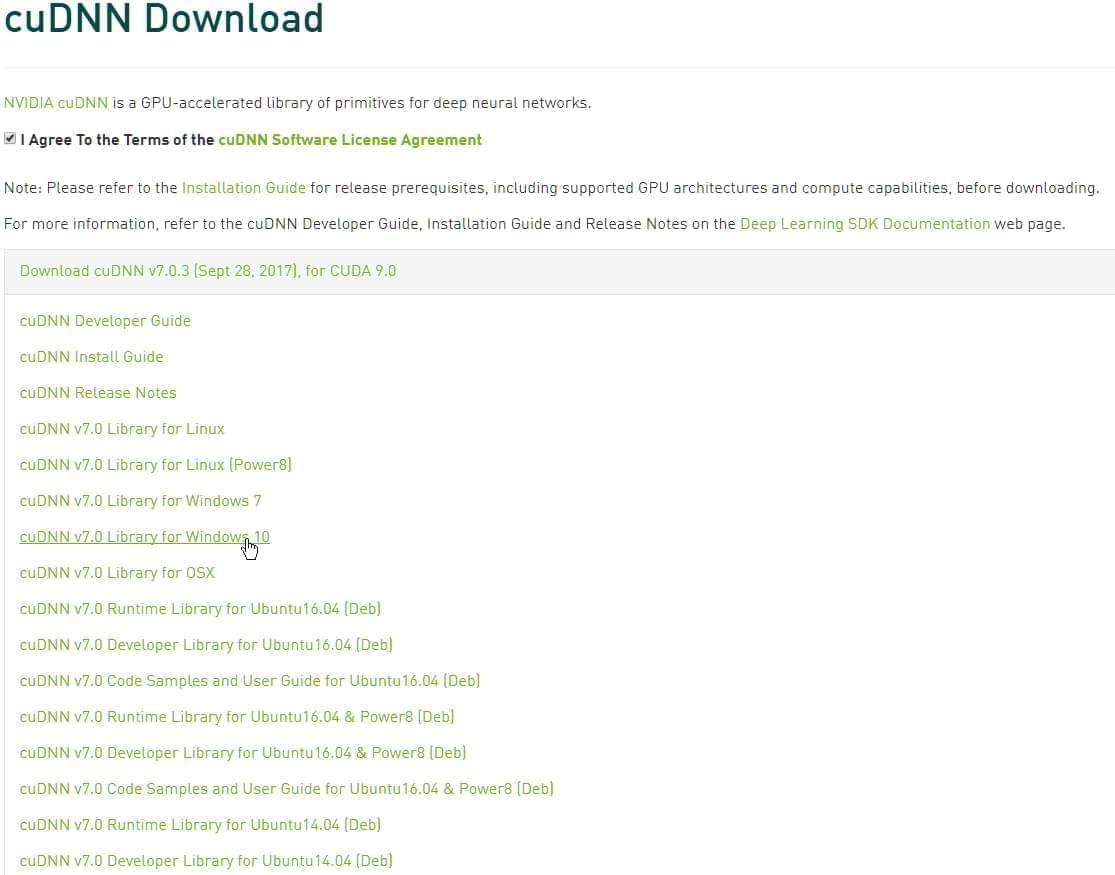 cuDNN Download
NVIDIA cuDNN is a GPU-accelerated library of primitives for deep neural networks.
I Agree To the Terms of the cuDNN Software License Agreement
Note: Please refer to the Installation Guide for release prerequisites, including supported GPU architectures and compute capabilities, before downloading.
For more information, refer to the cuDNN Developer Guide, Installation Guide and Release Notes on the Deep Learning SDK Documentation web page.
Download cuDNN v7.0.3 (Sept 28, 2017), for CUDA 9.0
cuDNN Developer Guide
cuDNN Install Guide
cuDNN Release Notes
cuDNN v7.0 Library for Linux
cuDNN v7.0 Library for Linux (Power8)
cuDNN v7.0 Library for Windows 7
cuDNN v7.0 Library for Windows 10
cuDNN v7.0 Library for OSX
cuDNN v7.0 Runtime Library for Ubuntu16.04 (Deb)
cuDNN v7.0 Developer Library for Ubuntu16.04 (Deb)
cuDNN v7.0 Code Samples and User Guide for Ubuntu16.04 (Deb)
cuDNN v7.0 Runtime Library for Ubuntu16.04 & Power8 (Deb)
cuDNN v7.0 Developer Library for Ubuntu16.04 & Power8 (Deb)
cuDNN v7.0 Code Samples and User Guide for Ubuntu16.04 & Power8 (Deb)
cuDNN v7.0 Runtime Library for Ubuntu14.04 (Deb)
cuDNN v7.0 Developer Library for Ubuntu14.04 (Deb)